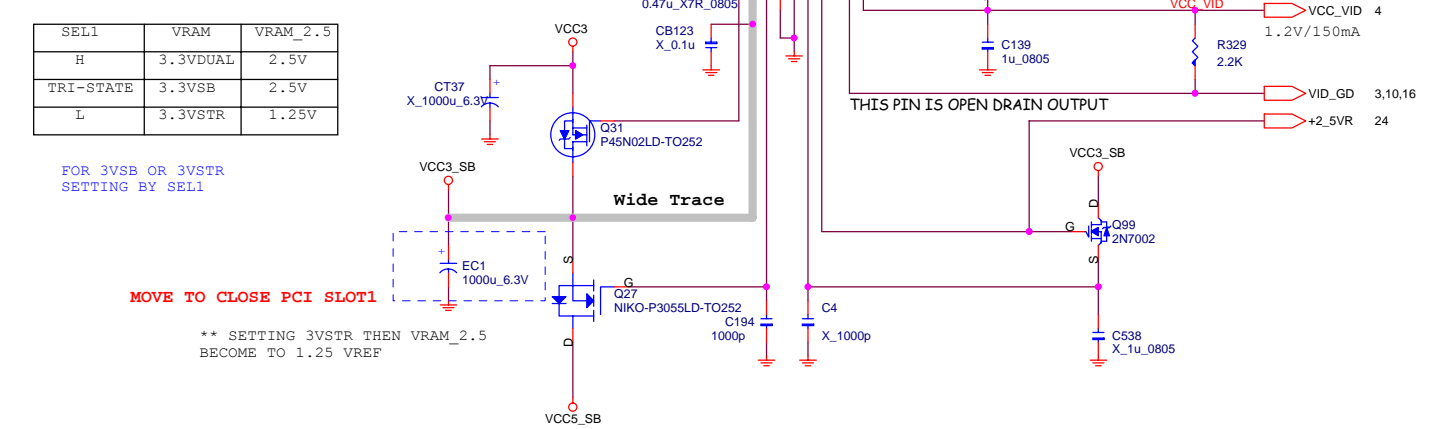 0.47u_X7R_0805
VCC_VID
VCC_VID 4
1.2V/150mA
SEL1 VRAM VRAM_2.5
H 3.3VDUAL 2.5V
TRI-STATE 3.3VSB 2.5V
L 3.3VSTR 1.25V
VCC3
CB123
X_0.1u
C139
1u_0805
R329
2.2K
CT37
X_1000u_6.3V
+
THIS PIN IS OPEN DRAIN OUTPUT
VID_GD 3,10,16
+2_5VR 24
Q31
P45N02LD-TO252
FOR 3VSB OR 3VSTR
SETTING BY SEL1
VCC3_SB
VCC3_SB
Wide Trace
D
G
Q99
2N7002
S
+
EC1
1000u_6.3V
S
G
Q27
NIKO-P3055LD-TO252
D
MOVE TO CLOSE PCI SLOT1
** SETTING 3VSTR THEN VRAM_2.5
BECOME TO 1.25 VREF
C194
1000p
C4
X_1000p
C538
X_1u_0805
VCC5_SB